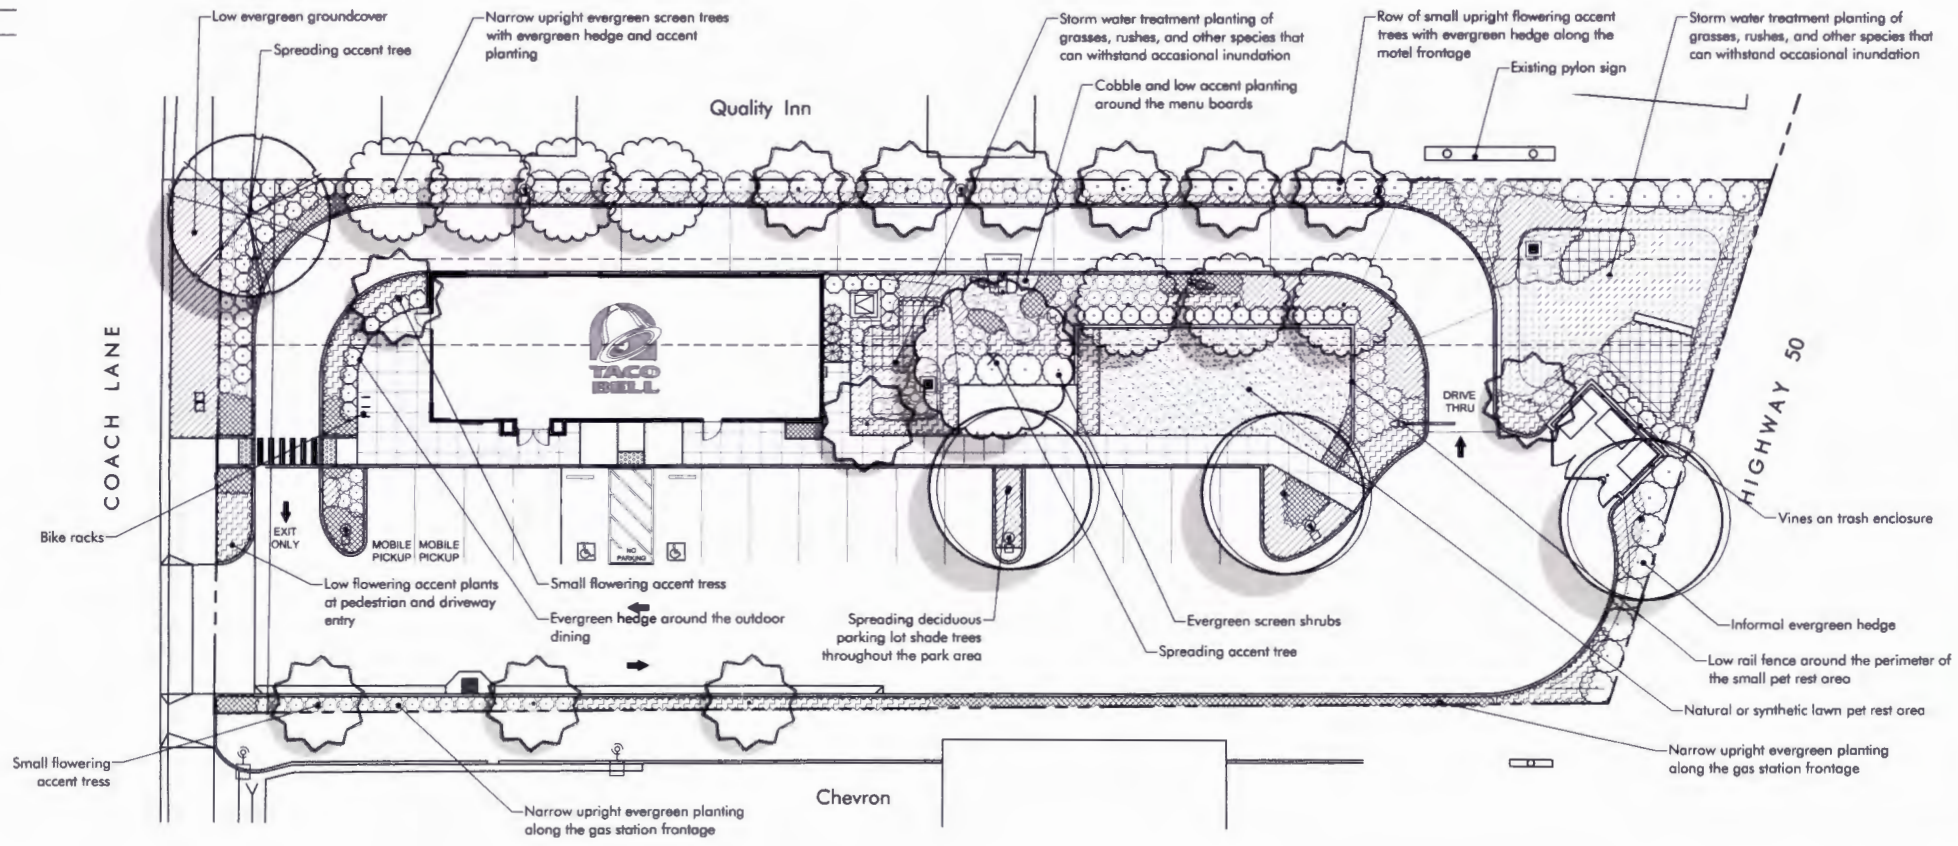 Low evergreen groundcover
Spreading accent tree
Narrow upright evergreen screen trees
with evergreen hedge and accent
planting
Storm water treatment planting of
grasses, rushes, and other species that
can withstand occasional inundation
Cobble and low accent planting
around the menu boards
Row of small upright flowering accent
trees with evergreen hedge along the
motel frontage
Existing pylon sign
Storm water treatment planting of
grasses, rushes, and other species that
can withstand occasional inundation
Quality Inn
COACH LANE
TACO
BELL
DRIVE
THRU
HIGHWAY 50
Bike racks
EXIT
ONLY
MOBILE
PICKUP
MOBILE
PICKUP
NO
PARKING
Low flowering accent plants
at pedestrian and driveway
entry
Small flowering accent tress
Evergreen hedge around the outdoor
dining
Spreading deciduous
parking lot shade trees
throughout the park area
Evergreen screen shrubs
Spreading accent tree
Vines an trash enclosure
Informal evergreen hedge
Low rail fence around the perimeter of
the small pet rest area
Natural or synthetic lawn pet rest area
Narrow upright evergreen planting
along the gas station frontage
Small flowering
accent tress
Narrow upright evergreen planting
along the gas station frontage
Chevron